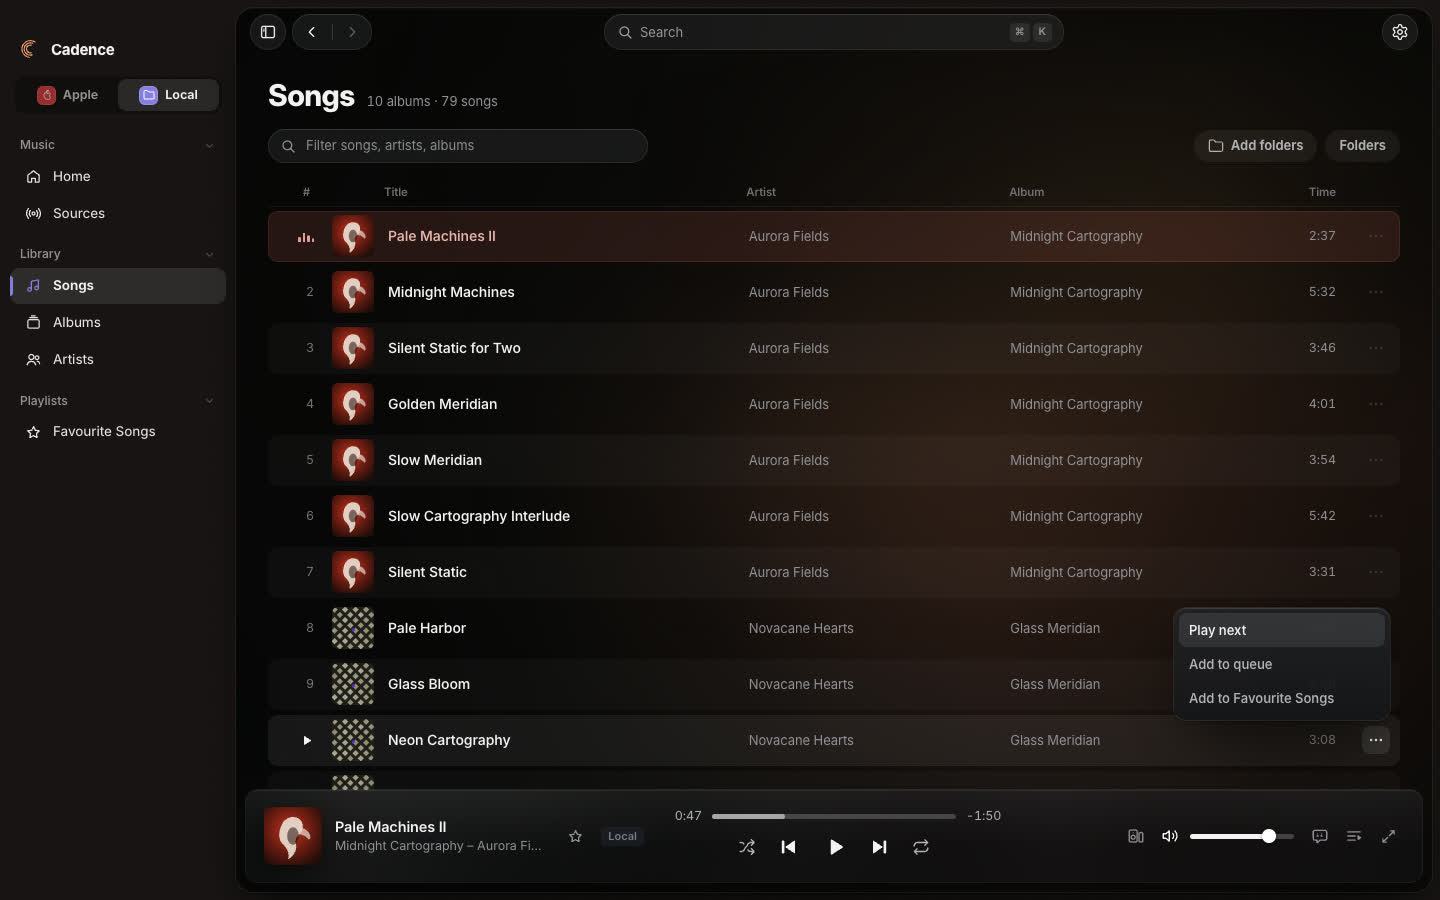 Cadence
Apple
Local
Music
Home
Sources
Library
Songs
Albums
Artists
Playlists
Favourite Songs
Search ⌘ K
Songs 10 albums · 79 songs
Filter songs, artists, albums
Add folders
Folders
# Title Artist Album Time
Pale Machines II Aurora Fields Midnight Cartography 2:37
2 Midnight Machines Aurora Fields Midnight Cartography 5:32
3 Silent Static for Two Aurora Fields Midnight Cartography 3:46
4 Golden Meridian Aurora Fields Midnight Cartography 4:01
5 Slow Meridian Aurora Fields Midnight Cartography 3:54
6 Slow Cartography Interlude Aurora Fields Midnight Cartography 5:42
7 Silent Static Aurora Fields Midnight Cartography 3:31
8 Pale Harbor Novacane Hearts Glass Meridian
9 Glass Bloom Novacane Hearts Glass Meridian
Neon Cartography Novacane Hearts Glass Meridian 3:08
Play next
Add to queue
Add to Favourite Songs
Pale Machines II
Midnight Cartography – Aurora Fi...
Local
0:47
-1:50